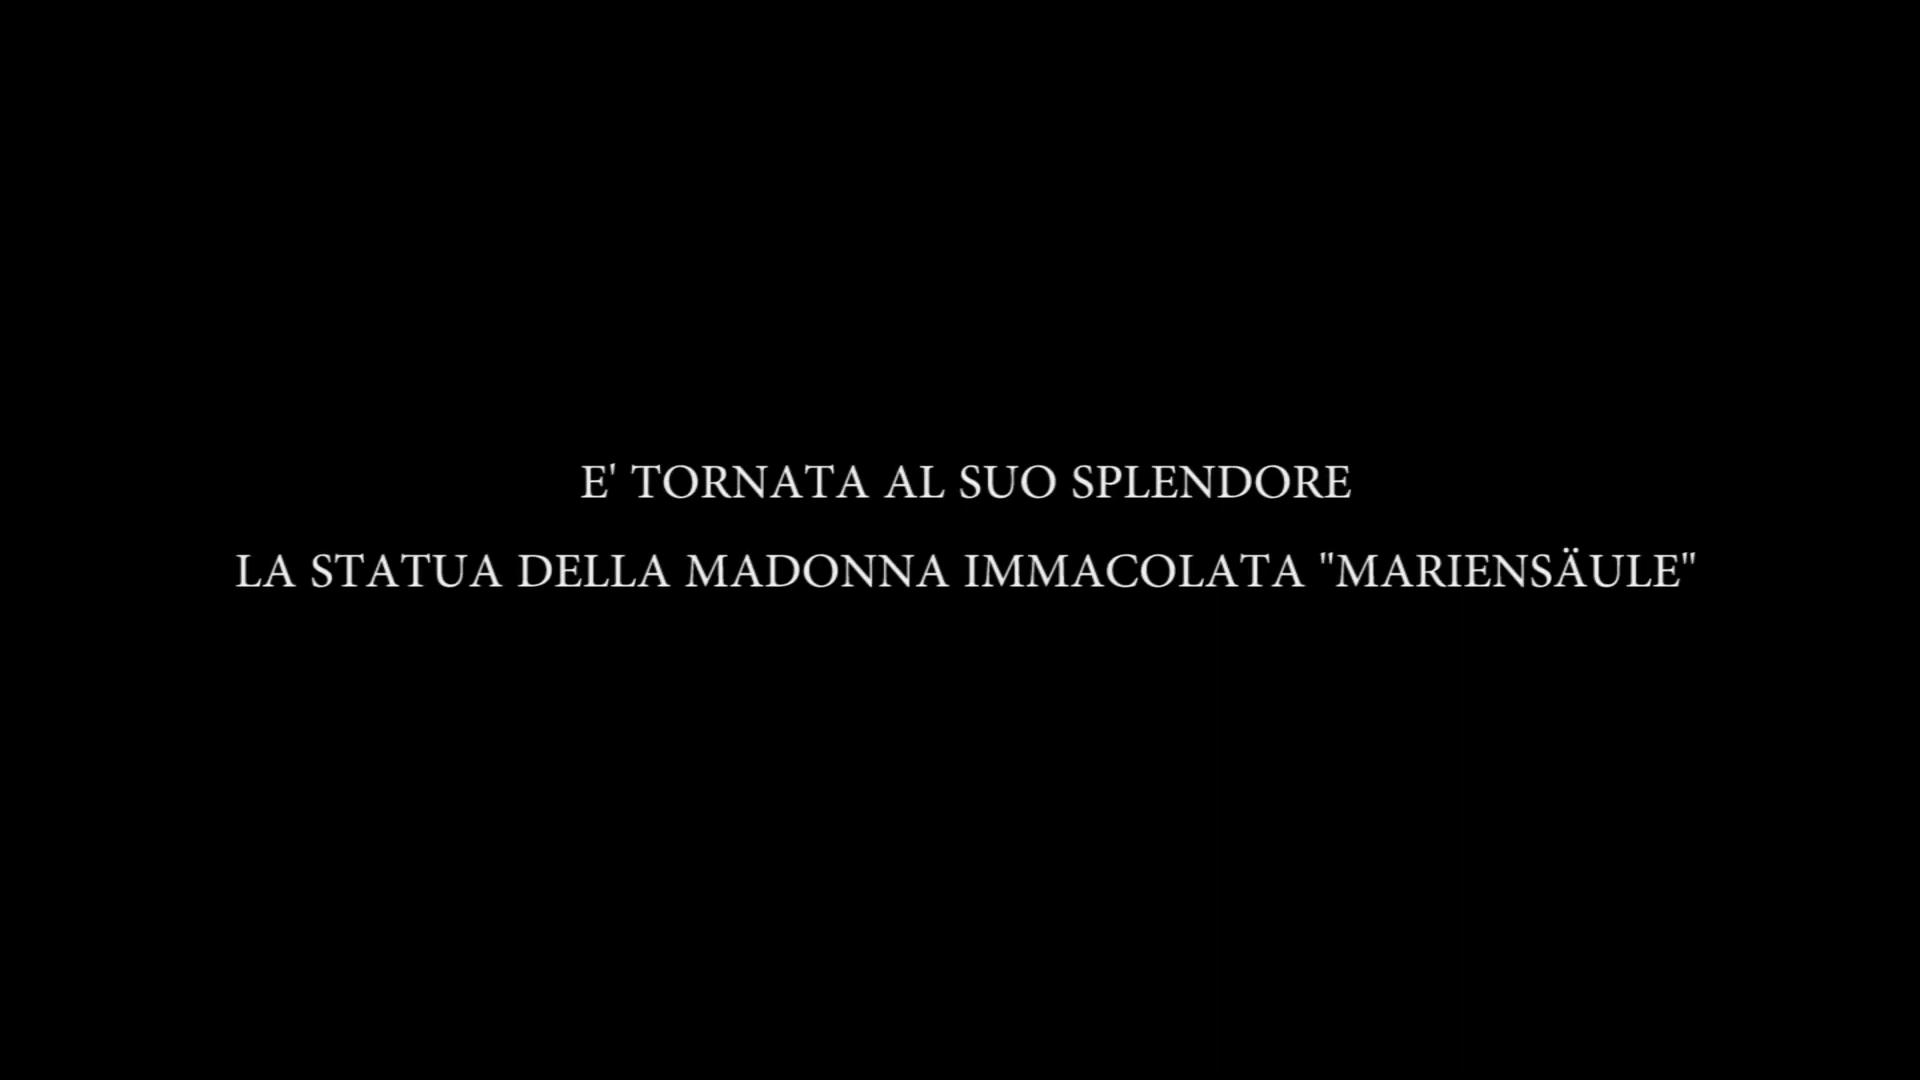 E' TORNATA AL SUO SPLENDORE
LA STATUA DELLA MADONNA IMMACOLATA "MARIENSÄULE"